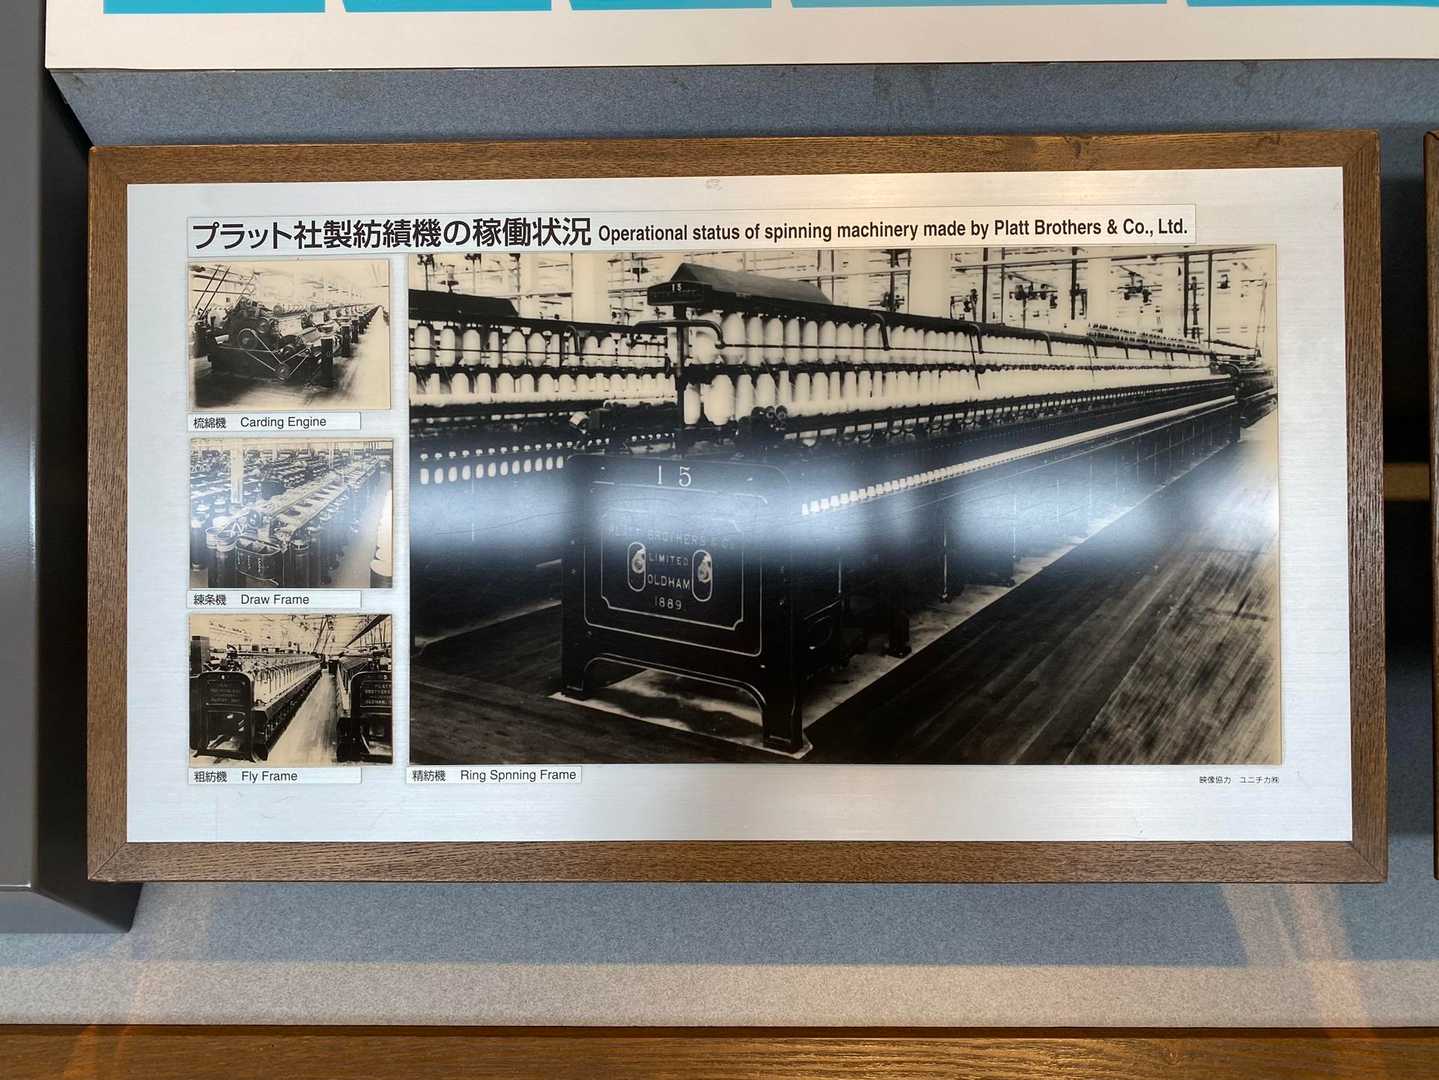 プラット社製紡績機の稼働状況 Operational status of spinning machinery made by Platt Brothers & Co., Ltd.
梳綿機 Carding Engine
練条機 Draw Frame
粗紡機 Fly Frame
15
15
PLATT BROTHERS & CO
LIMITED
OLDHAM
1889
精紡機 Ring Spnning Frame
映像協力 ユニチカ㈱